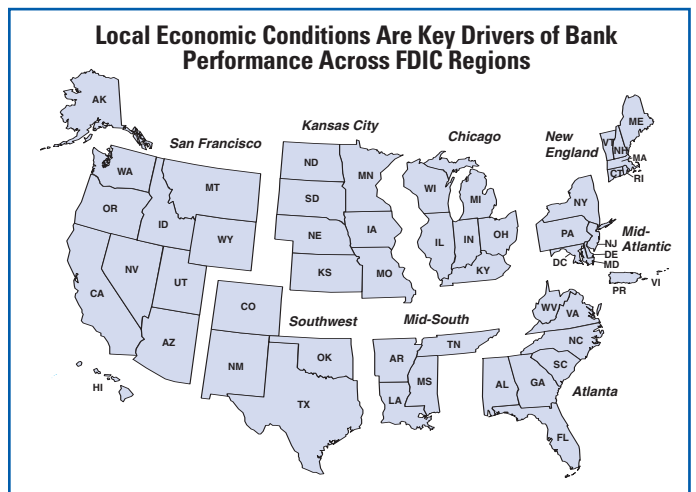 Local Economic Conditions Are Key Drivers of Bank
Performance Across FDIC Regions
AK
San Francisco
WA
OR
ID
MT
WY
NV
CA
UT
AZ
HI
Kansas City
ND
MN
SD
NE
IA
KS
MO
Chicago
WI
MI
IL
IN
OH
KY
New
England
ME
VT
NH
MA
CT
RI
NY
PA
Mid-
Atlantic
NJ
DE
MD
DC
PR
VI
Southwest
CO
NM
OK
TX
Mid-South
AR
TN
MS
LA
WV
VA
NC
SC
AL
GA
Atlanta
FL